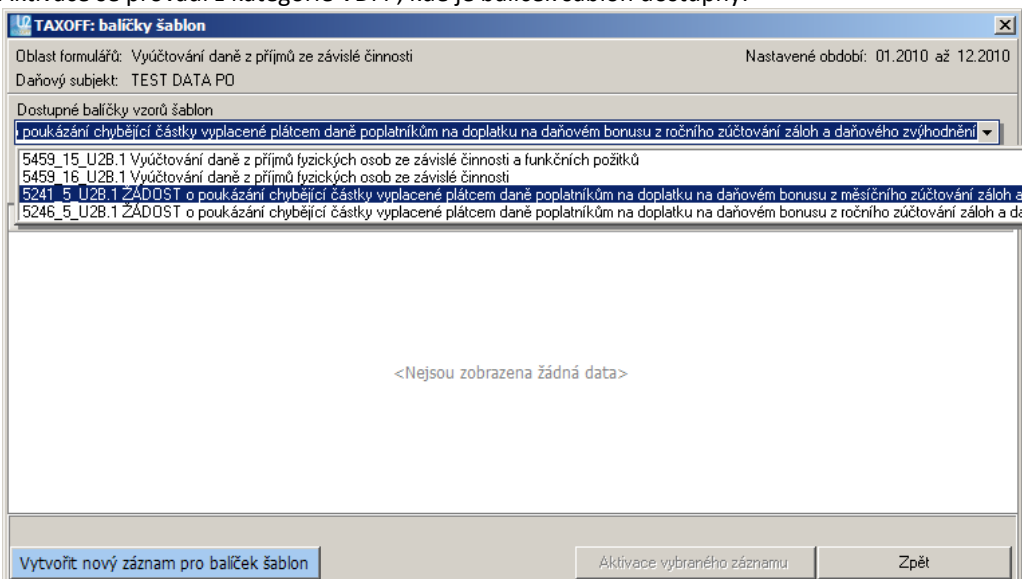 TAXOFF: balíčky šablon
Oblast formulářů: Vyúčtování daně z příjmů ze závislé činnosti Nastavené období: 01.2010 až 12.2010
Daňový subjekt: TEST DATA PO
Dostupné balíčky vzorů šablon
poukázání chybějící částky vyplacené plátcem daně poplatníkům na doplatku na daňovém bonusu z ročního zúčtování záloh a daňového zvýhodnění
5459_15_U2B.1 Vyúčtování daně z příjmů fyzických osob ze závislé činnosti a funkčních požitků
5459_16_U2B.1 Vyúčtování daně z příjmů fyzických osob ze závislé činnosti
5241_5_U2B.1 ŽÁDOST o poukázání chybějící částky vyplacené plátcem daně poplatníkům na doplatku na daňovém bonusu z měsíčního zúčtování záloh a
5246_5_U2B.1 ŽÁDOST o poukázání chybějící částky vyplacené plátcem daně poplatníkům na doplatku na daňovém bonusu z ročního zúčtování záloh a da
<Nejsou zobrazena žádná data>
Vytvořit nový záznam pro balíček šablon Aktivace vybraného záznamu Zpět